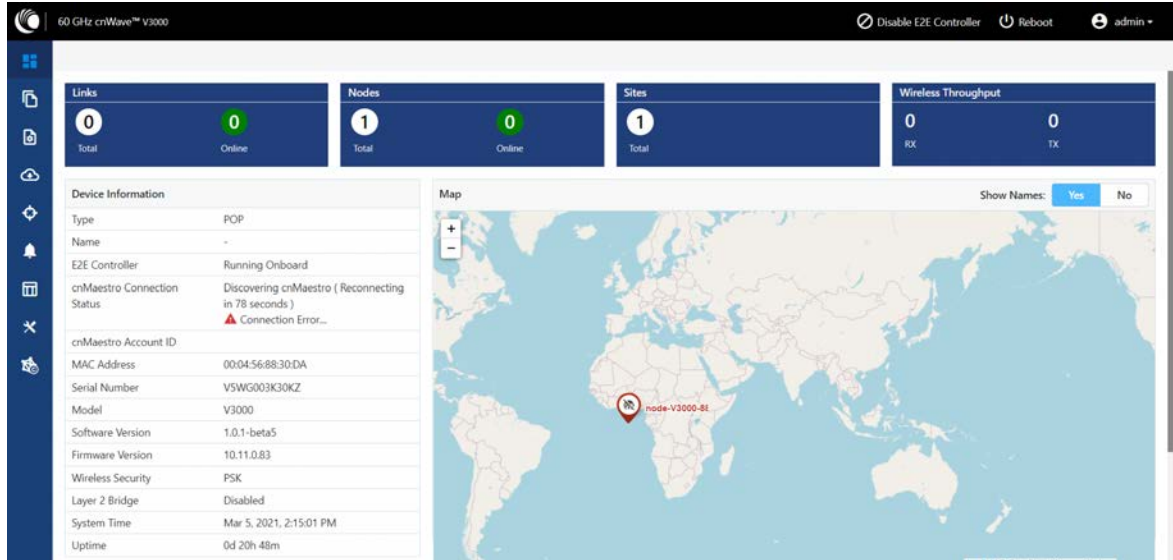 60 GHz cnWave™ V3000
Disable E2E Controller
Reboot
admin
Links
0
0
Total
Online
Nodes
1
0
Total
Online
Sites
1
Total
Wireless Throughput
0
0
RX
TX
Device Information
Type POP
Name -
E2E Controller Running Onboard
cnMaestro Connection Status Discovering cnMaestro ( Reconnecting
in 78 seconds )
Connection Error...
cnMaestro Account ID
MAC Address 00:04:56:88:30:DA
Serial Number V5WG003K30KZ
Model V3000
Software Version 1.0.1-beta5
Firmware Version 10.11.0.83
Wireless Security PSK
Layer 2 Bridge Disabled
System Time Mar 5, 2021, 2:15:01 PM
Uptime 0d 20h 48m
Map
Show Names: Yes No
+
−
node-V3000-8